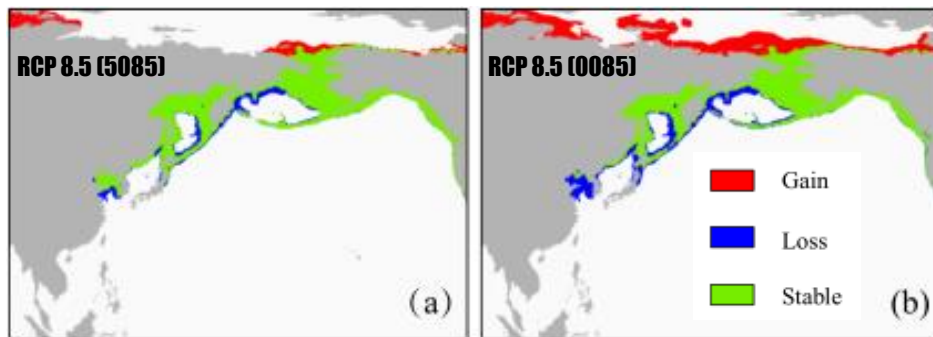 RCP 8.5 (5085)
(a)
RCP 8.5 (0085)
Gain
Loss
Stable
(b)